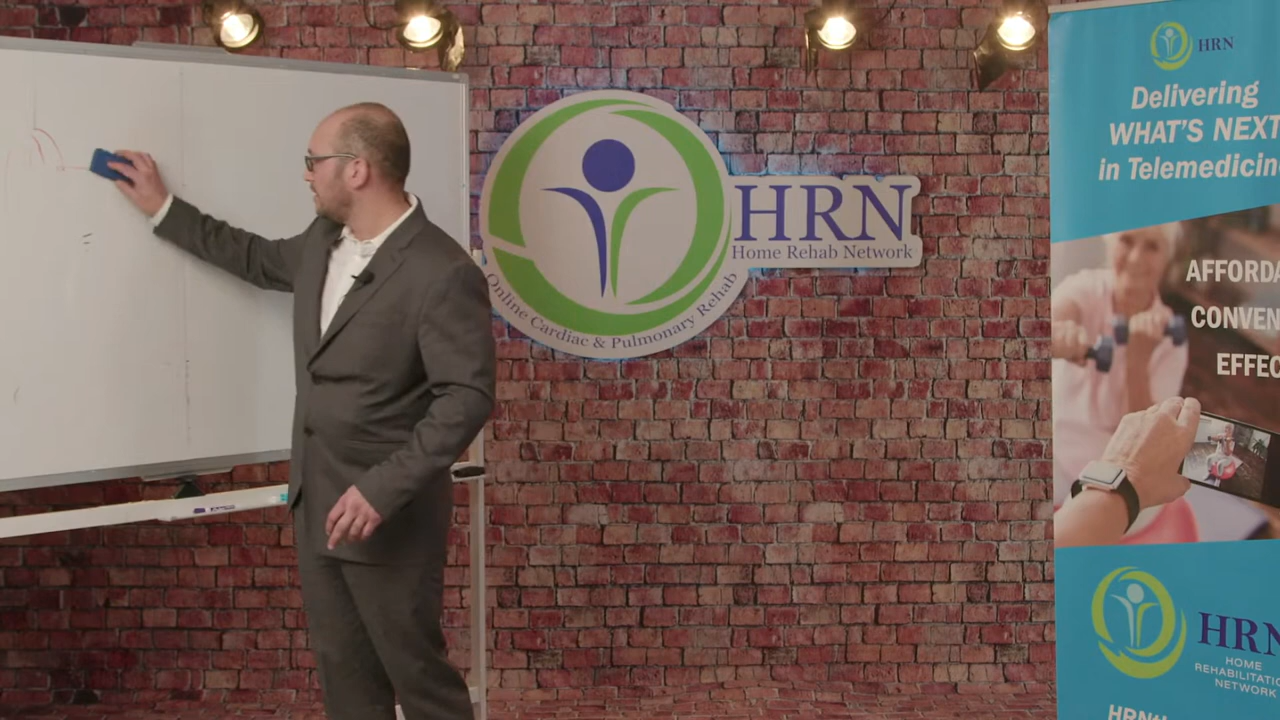 HRN
Home Rehab Network
Online Cardiac & Pulmonary Rehab
HRN
Delivering
WHAT'S NEXT
in Telemedicin
AFFORDA
CONVEN
EFFEC
HRN
HOME
REHABILITATIO
NETWORK